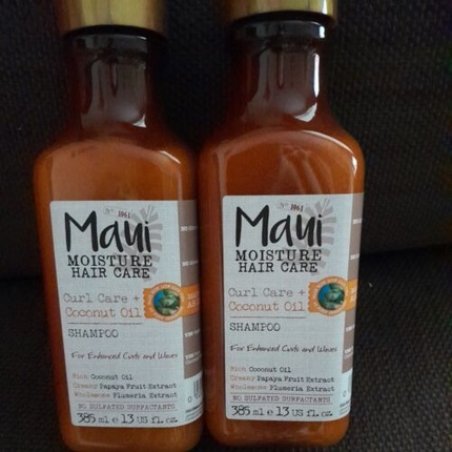 1961
Maui
MOISTURE
HAIR CARE
Curl Care +
Coconut Oil
SHAMPOO
For Enhanced Curls and Waves
Rich Coconut Oil
Creamy Papaya Fruit Extract
Wholesome Plumeria Extract
NO SULFATED SURFACTANTS
385 ml e 13 US fl. oz.
1961
Maui
MOISTURE
HAIR CARE
Curl Care +
Coconut Oil
SHAMPOO
For Enhanced Curls and Waves
Rich Coconut Oil
Creamy Papaya Fruit Extract
Wholesome Plumeria Extract
NO SULFATED SURFACTANTS
385 ml e 13 US fl. oz.